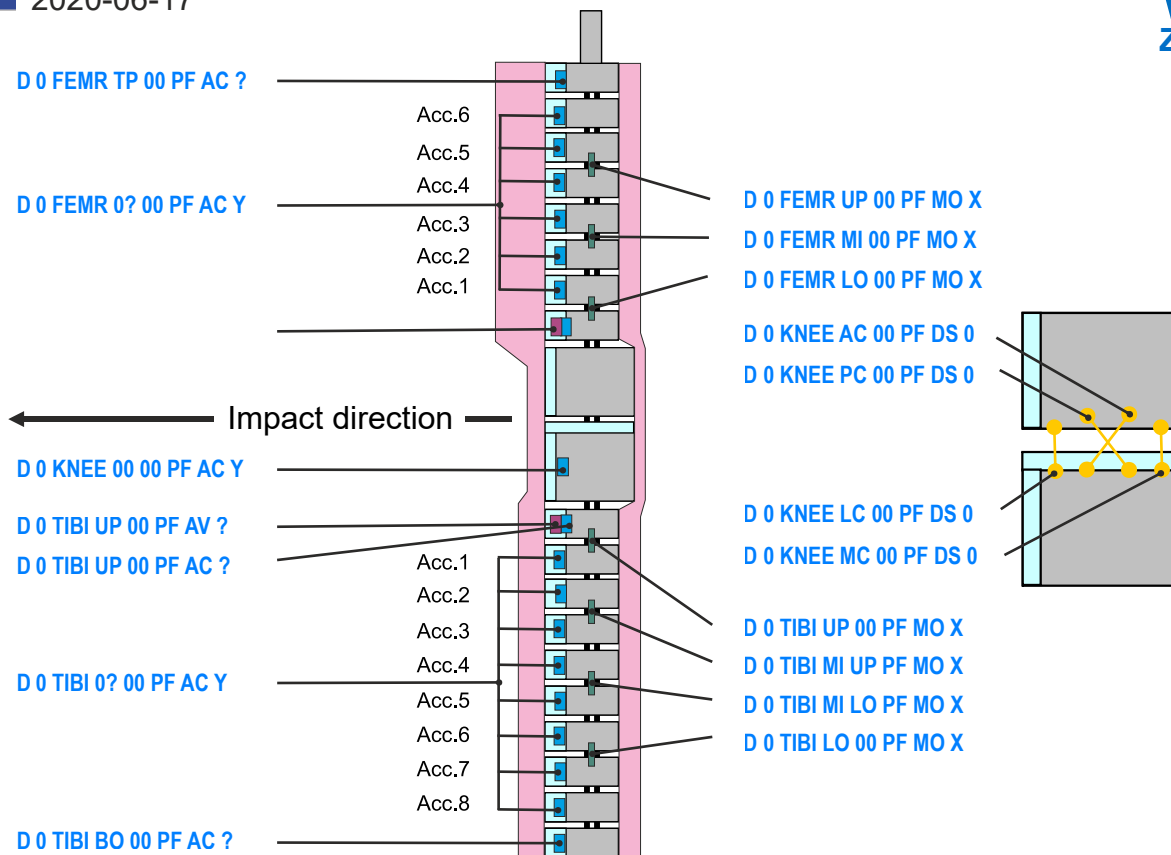 2020-06-17
Z
D 0 FEMR TP 00 PF AC ?
Acc.6
Acc.5
Acc.4
D 0 FEMR 0? 00 PF AC Y
Acc.3
Acc.2
Acc.1
D 0 FEMR UP 00 PF MO X
D 0 FEMR MI 00 PF MO X
D 0 FEMR LO 00 PF MO X
D 0 KNEE AC 00 PF DS 0
D 0 KNEE PC 00 PF DS 0
Impact direction
D 0 KNEE 00 00 PF AC Y
D 0 TIBI UP 00 PF AV ?
D 0 TIBI UP 00 PF AC ?
D 0 KNEE LC 00 PF DS 0
D 0 KNEE MC 00 PF DS 0
Acc.1
Acc.2
Acc.3
Acc.4
D 0 TIBI 0? 00 PF AC Y
Acc.5
Acc.6
Acc.7
Acc.8
D 0 TIBI UP 00 PF MO X
D 0 TIBI MI UP PF MO X
D 0 TIBI MI LO PF MO X
D 0 TIBI LO 00 PF MO X
D 0 TIBI BO 00 PF AC ?